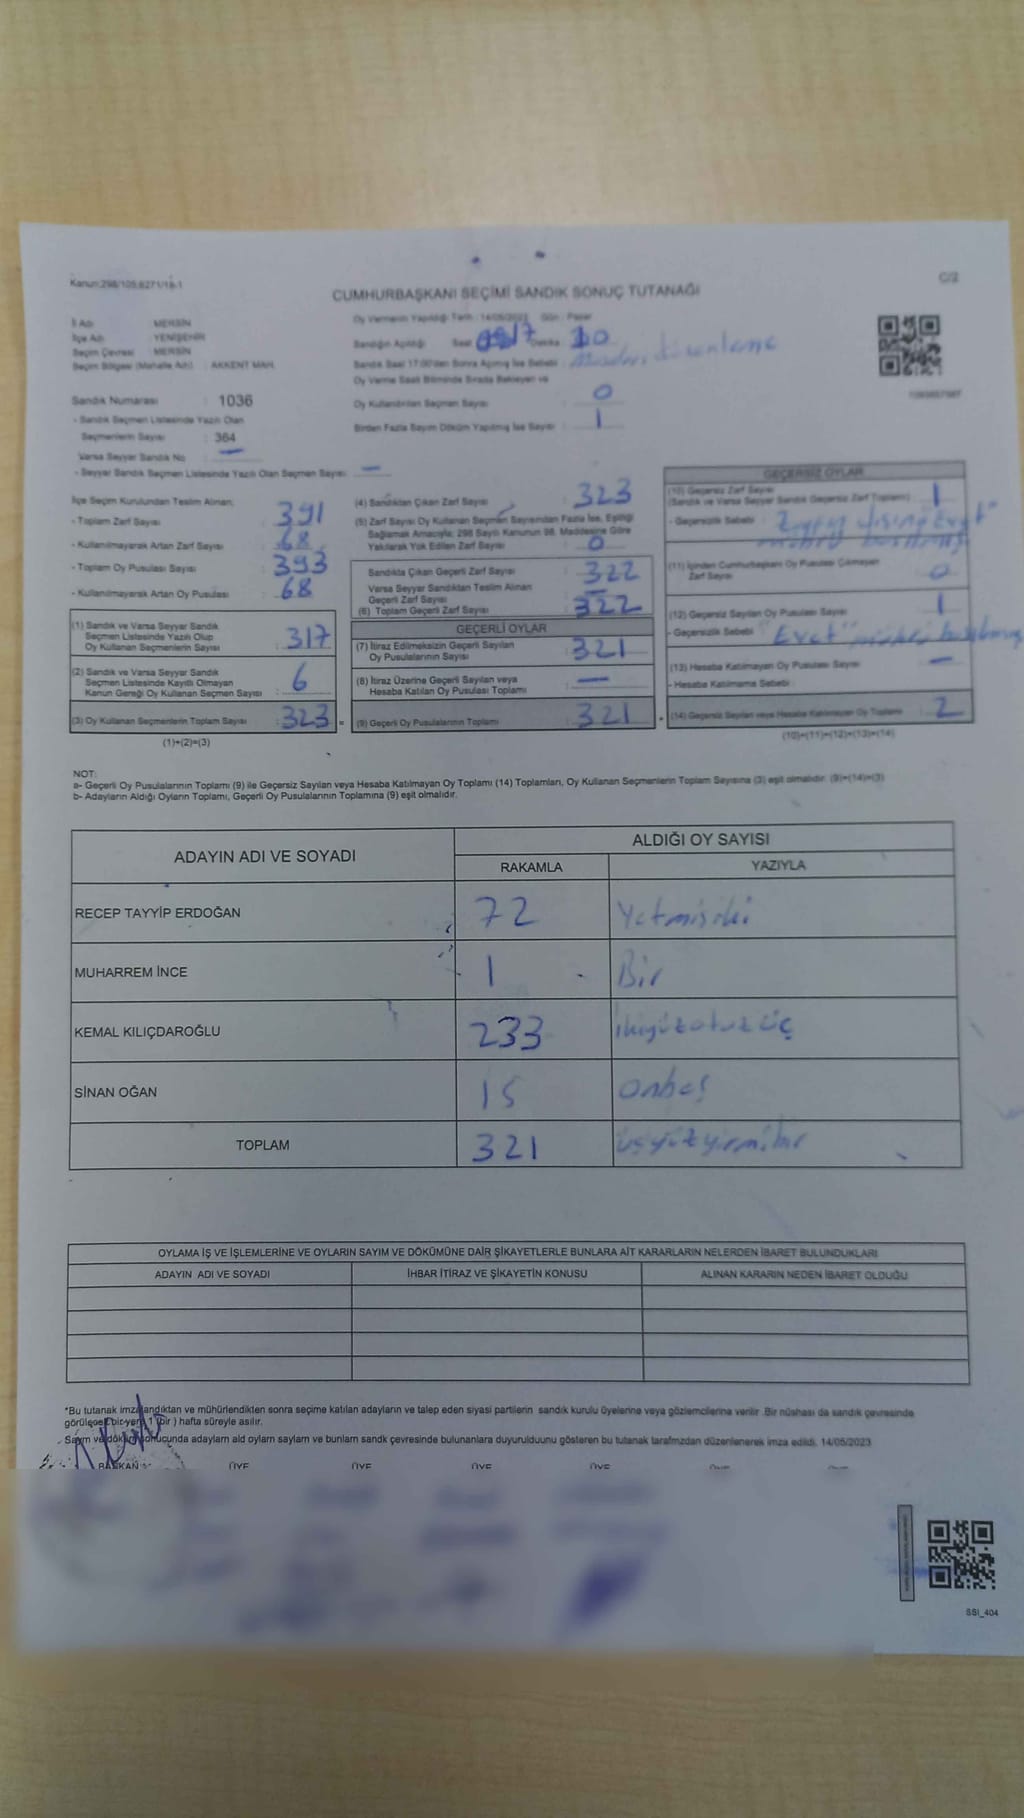 Kanun:298/105,6271/19-1
C/2
CUMHURBAŞKANI SEÇİMİ SANDIK SONUÇ TUTANAĞI
İl Adı : MERSİN
İlçe Adı : YENİŞEHİR
Seçim Çevresi : MERSİN
Seçim Bölgesi (Mahalle Adı) : AKKENT MAH.
Sandık Numarası : 1036
- Sandık Seçmen Listesinde Yazılı Olan
Seçmenlerin Sayısı : 364
Varsa Seyyar Sandık No : —
- Seyyar Sandık Seçmen Listesinde Yazılı Olan Seçmen Sayısı : —
Oy Vermenin Yapıldığı Tarih : 14/05/2023 Gün : Pazar
Sandığın Açıldığı Saat 17 Dakika
Sandık Saat 17:00'den Sonra Açılmış İse Sebebi :
Oy Verme Saati Bitiminde Sırada Bekleyen ve
Oy Kullandırılan Seçmen Sayısı : 0
Birden Fazla Sayım Döküm Yapılmış İse Sayısı : 1
İlçe Seçim Kurulundan Teslim Alınan;
- Toplam Zarf Sayısı : 391
- Kullanılmayarak Artan Zarf Sayısı : 68
- Toplam Oy Pusulası Sayısı : 393
- Kullanılmayarak Artan Oy Pusulası : 68
(1) Sandık ve Varsa Seyyar Sandık
Seçmen Listesinde Yazılı Olup
Oy Kullanan Seçmenlerin Sayısı : 317
(2) Sandık ve Varsa Seyyar Sandık
Seçmen Listesinde Kayıtlı Olmayan
Kanun Gereği Oy Kullanan Seçmen Sayısı : 6
(3) Oy Kullanan Seçmenlerin Toplam Sayısı : 323
(1)+(2)=(3)
(4) Sandıktan Çıkan Zarf Sayısı : 323
(5) Zarf Sayısı Oy Kullanan Seçmen Sayısından Fazla İse, Eşitliği
Sağlamak Amacıyla; 298 Sayılı Kanunun 98. Maddesine Göre
Yakılarak Yok Edilen Zarf Sayısı : 0
Sandıkta Çıkan Geçerli Zarf Sayısı : 322
Varsa Seyyar Sandıktan Teslim Alınan
Geçerli Zarf Sayısı : —
(6) Toplam Geçerli Zarf Sayısı : 322
GEÇERLİ OYLAR
(7) İtiraz Edilmeksizin Geçerli Sayılan
Oy Pusulalarının Sayısı : 321
(8) İtiraz Üzerine Geçerli Sayılan veya
Hesaba Katılan Oy Pusulası Toplamı : —
(9) Geçerli Oy Pusulalarının Toplamı : 321
GEÇERSİZ OYLAR
(10) Geçersiz Zarf Sayısı
(Sandık ve Varsa Seyyar Sandık Geçersiz Zarf Toplamı) : 1
- Geçersizlik Sebebi :
(11) İçinden Cumhurbaşkanı Oy Pusulası Çıkmayan
Zarf Sayısı : 0
(12) Geçersiz Sayılan Oy Pusulası Sayısı : 1
- Geçersizlik Sebebi : "Evet"
(13) Hesaba Katılmayan Oy Pusulası Sayısı : —
- Hesaba Katılmama Sebebi :
(14) Geçersiz Sayılan veya Hesaba Katılmayan Oy Toplamı : 2
(10)+(11)+(12)+(13)=(14)
NOT:
a- Geçerli Oy Pusulalarının Toplamı (9) ile Geçersiz Sayılan veya Hesaba Katılmayan Oy Toplamı (14) Toplamları, Oy Kullanan Seçmenlerin Toplam Sayısına (3) eşit olmalıdır. (9)+(14)=(3)
b- Adayların Aldığı Oyların Toplamı, Geçerli Oy Pusulalarının Toplamına (9) eşit olmalıdır.
ADAYIN ADI VE SOYADI
ALDIĞI OY SAYISI
RAKAMLA YAZIYLA
RECEP TAYYİP ERDOĞAN 72 Yetmişiki
MUHARREM İNCE 1 Bir
KEMAL KILIÇDAROĞLU 233 ikiyüzotuzüç
SİNAN OĞAN 15 onbeş
TOPLAM 321 üçyüzyirmibir
OYLAMA İŞ VE İŞLEMLERİNE VE OYLARIN SAYIM VE DÖKÜMÜNE DAİR ŞİKAYETLERLE BUNLARA AİT KARARLARIN NELERDEN İBARET BULUNDUKLARI
ADAYIN ADI VE SOYADI İHBAR İTİRAZ VE ŞİKAYETİN KONUSU ALINAN KARARIN NEDEN İBARET OLDUĞU
*Bu tutanak imzalandıktan ve mühürlendikten sonra seçime katılan adayların ve talep eden siyasi partilerin sandık kurulu üyelerine veya gözlemcilerine verilir. Bir nüshası da sandık çevresinde
görülecek bir yere 1 (bir ) hafta süreyle asılır.
Sayım ve döküm sonucunda adayların ald oyların sayları ve bunların sandk çevresinde bulunanlara duyurulduunu gösteren bu tutanak tarafmzdan düzenlenerek imza edildi. 14/05/2023
BAŞKAN ÜYE ÜYE ÜYE ÜYE ÜYE ÜYE
SSI_404